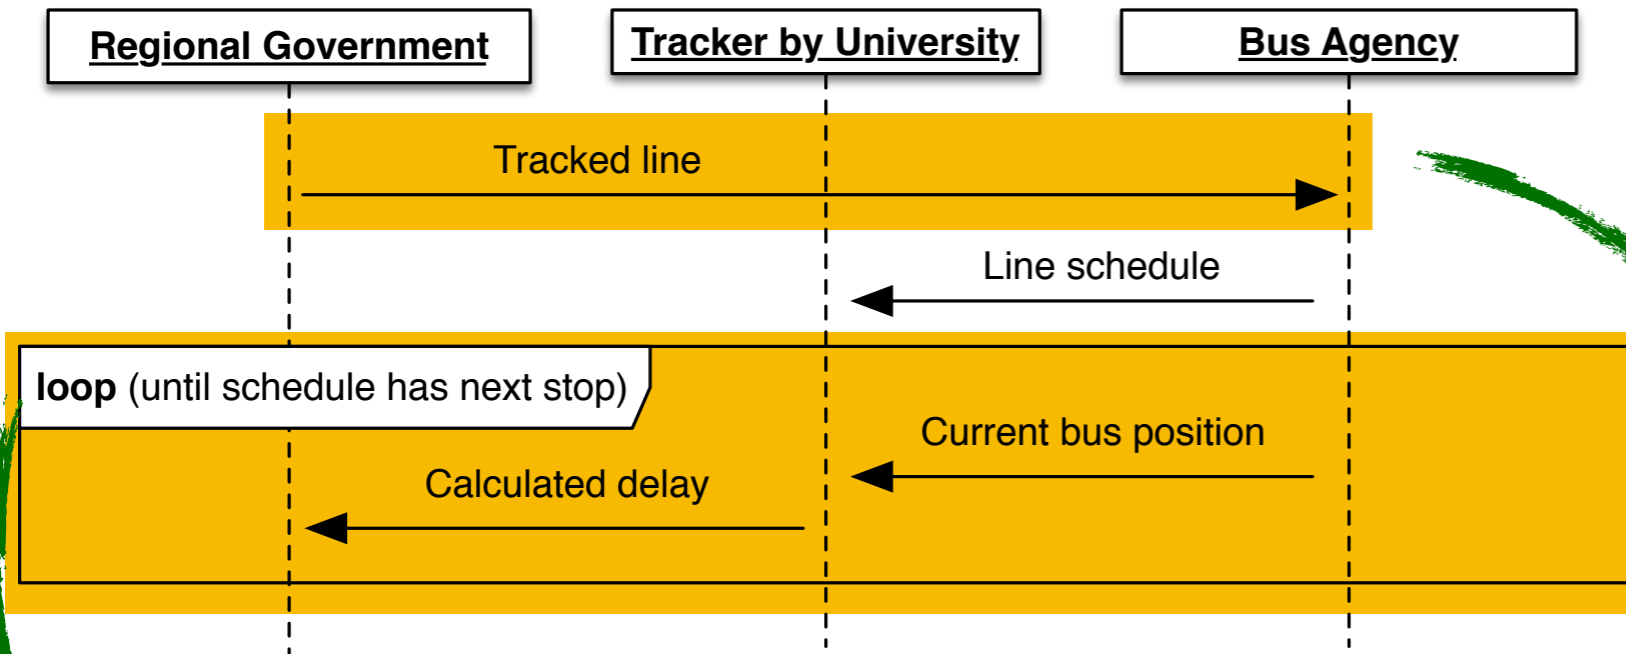 Regional Government
Tracker by University
Bus Agency
Tracked line
Line schedule
loop (until schedule has next stop)
Current bus position
Calculated delay